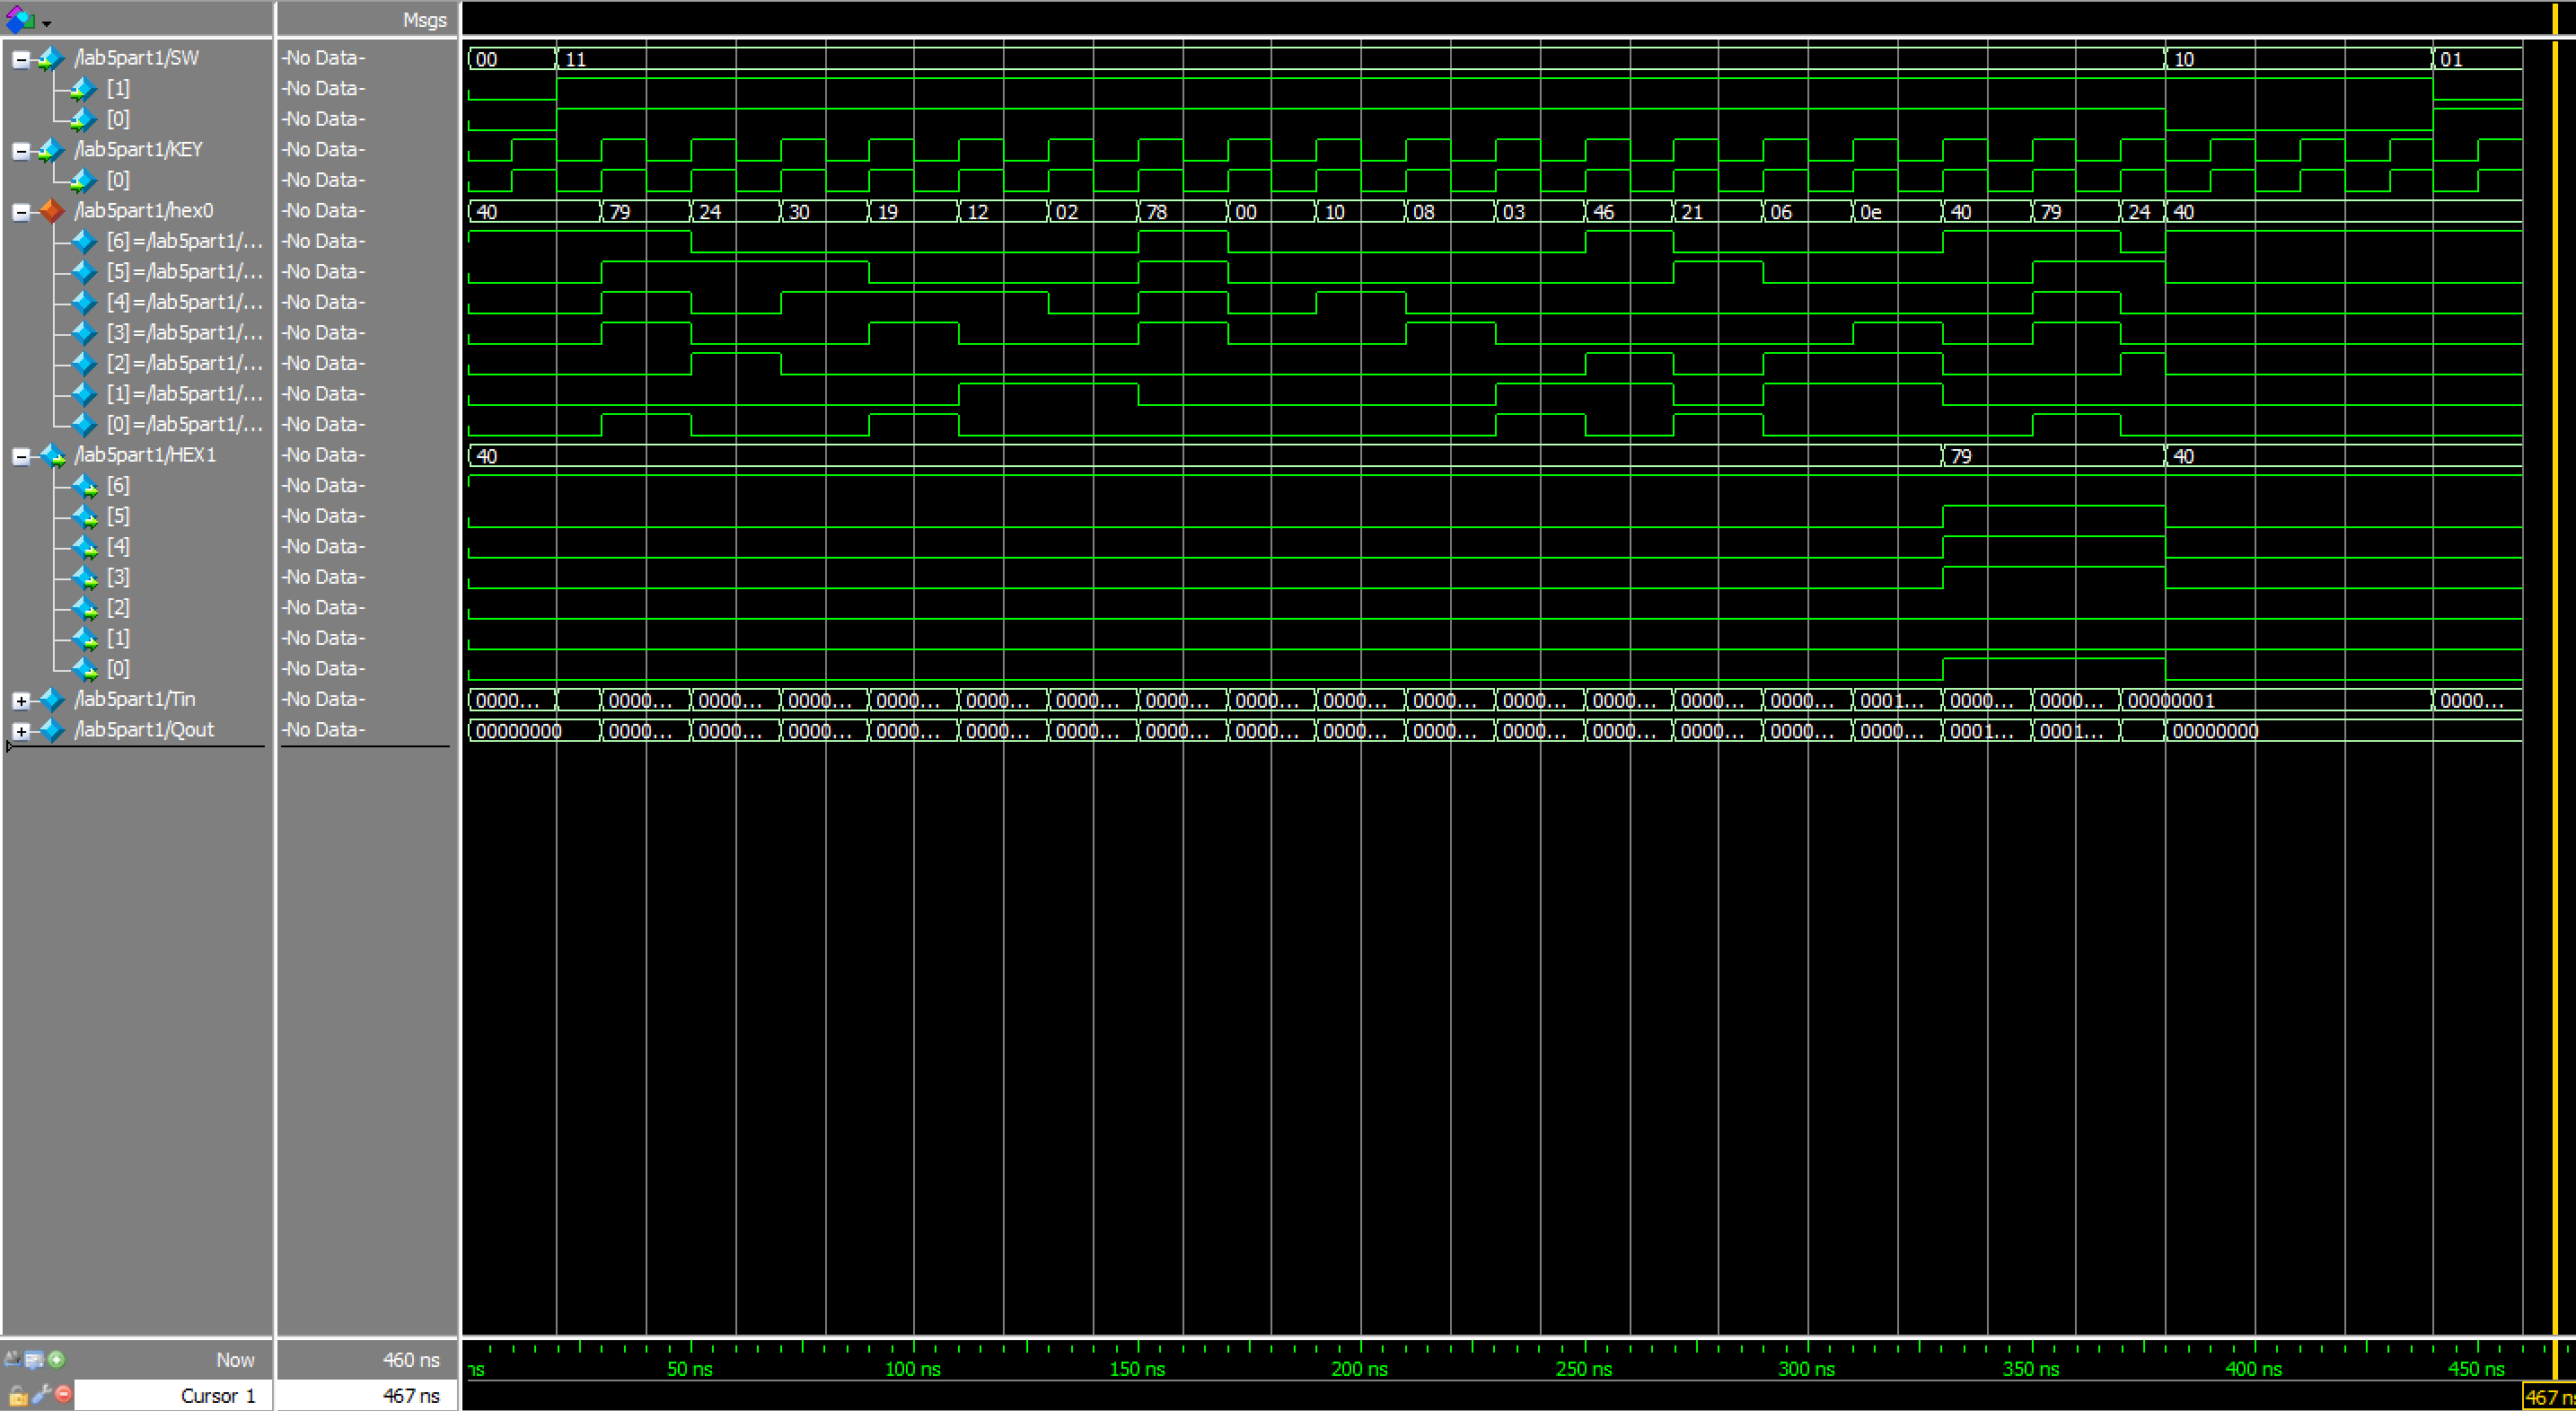 Msgs
/lab5part1/SW -No Data- 00 11 10 01
[1] -No Data-
[0] -No Data-
/lab5part1/KEY -No Data-
[0] -No Data-
/lab5part1/hex0 -No Data- 40 79 24 30 19 12 02 78 00 10 08 03 46 21 06 0e 40 79 24 40
[6]=/lab5part1/... -No Data-
[5]=/lab5part1/... -No Data-
[4]=/lab5part1/... -No Data-
[3]=/lab5part1/... -No Data-
[2]=/lab5part1/... -No Data-
[1]=/lab5part1/... -No Data-
[0]=/lab5part1/... -No Data-
/lab5part1/HEX1 -No Data- 40 79 40
[6] -No Data-
[5] -No Data-
[4] -No Data-
[3] -No Data-
[2] -No Data-
[1] -No Data-
[0] -No Data-
/lab5part1/Tin -No Data- 0000... 0000... 0000... 0000... 0000... 0000... 0000... 0000... 0000... 0000... 0000... 0000... 0000... 0000... 0000... 0001... 0000... 0000... 00000001 0000...
/lab5part1/Qout -No Data- 00000000 0000... 0000... 0000... 0000... 0000... 0000... 0000... 0000... 0000... 0000... 0000... 0000... 0000... 0000... 0000... 0001... 0001... 00000000
Now 460 ns ns 50 ns 100 ns 150 ns 200 ns 250 ns 300 ns 350 ns 400 ns 450 ns
Cursor 1 467 ns 467 n